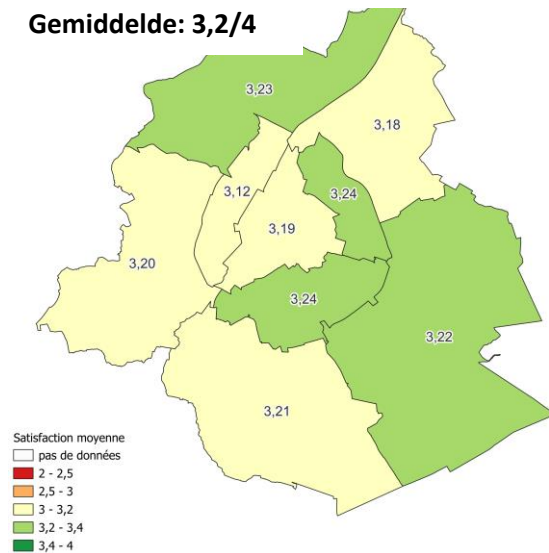 Gemiddelde: 3,2/4
3,23
3,18
3,12
3,24
3,19
3,20
3,24
3,22
3,21
Satisfaction moyenne
pas de données
2 - 2,5
2,5 - 3
3 - 3,2
3,2 - 3,4
3,4 - 4